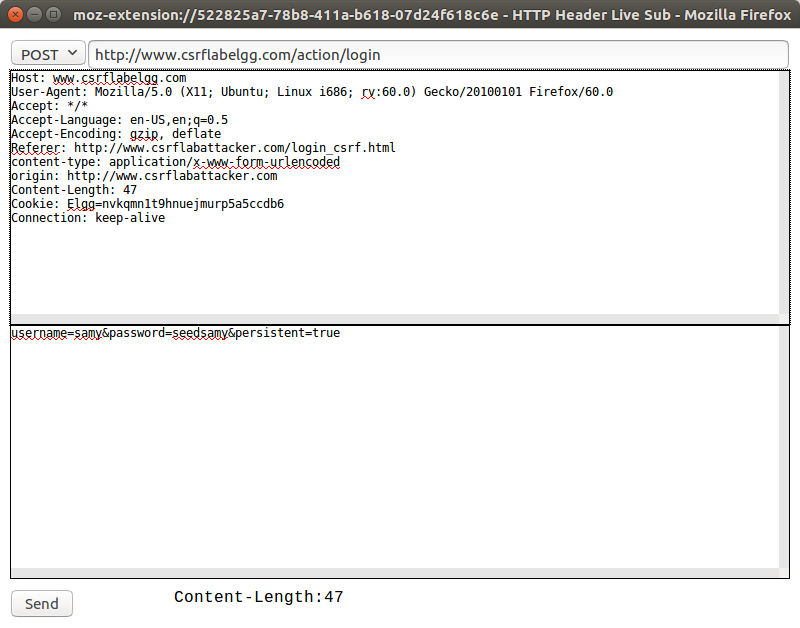 moz-extension://522825a7-78b8-411a-b618-07d24f618c6e - HTTP Header Live Sub - Mozilla Firefox
POST http://www.csrflabelgg.com/action/login
Host: www.csrflabelgg.com
User-Agent: Mozilla/5.0 (X11; Ubuntu; Linux i686; rv:60.0) Gecko/20100101 Firefox/60.0
Accept: */*
Accept-Language: en-US,en;q=0.5
Accept-Encoding: gzip, deflate
Referer: http://www.csrflabattacker.com/login_csrf.html
content-type: application/x-www-form-urlencoded
origin: http://www.csrflabattacker.com
Content-Length: 47
Cookie: Elgg=nvkqmn1t9hnuejmurp5a5ccdb6
Connection: keep-alive
username=samy&password=seedsamy&persistent=true
Send Content-Length:47